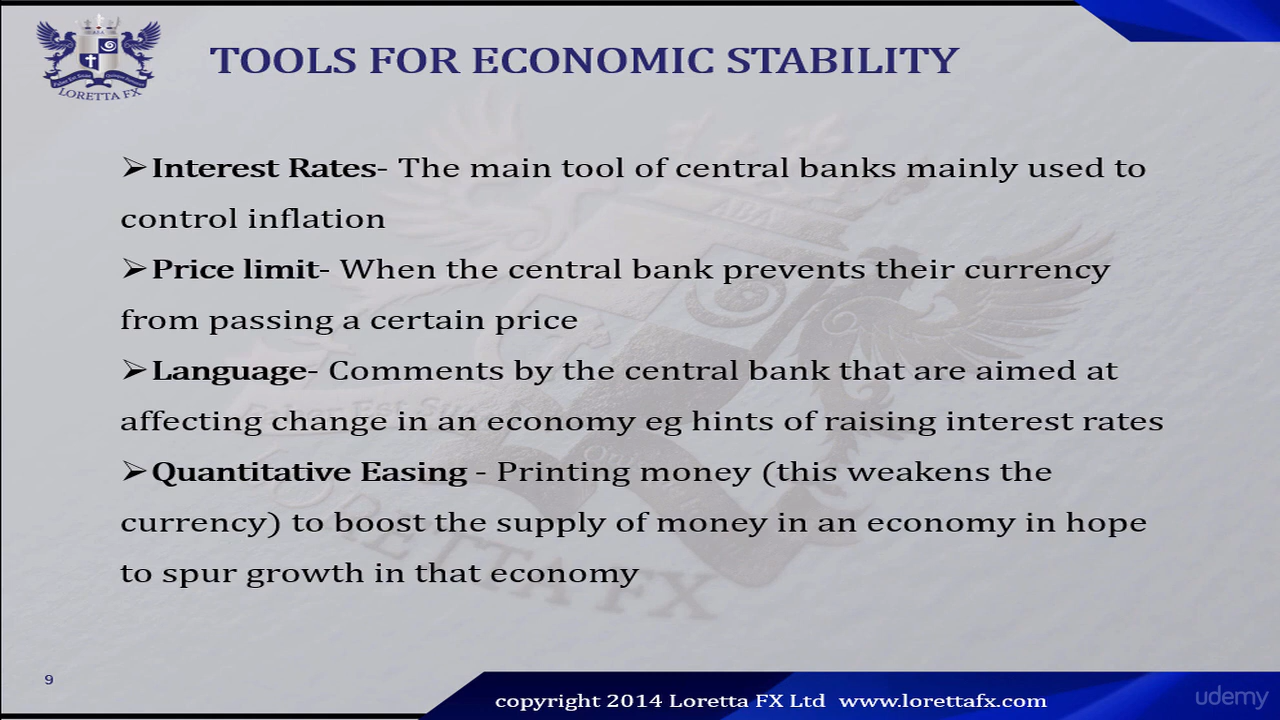 TOOLS FOR ECONOMIC STABILITY
LORETTA FX
➢Interest Rates- The main tool of central banks mainly used to
control inflation
➢Price limit- When the central bank prevents their currency
from passing a certain price
➢Language- Comments by the central bank that are aimed at
affecting change in an economy eg hints of raising interest rates
➢Quantitative Easing - Printing money (this weakens the
currency) to boost the supply of money in an economy in hope
to spur growth in that economy
LORETTA FX
9
copyright 2014 Loretta FX Ltd www.lorettafx.com
udemy